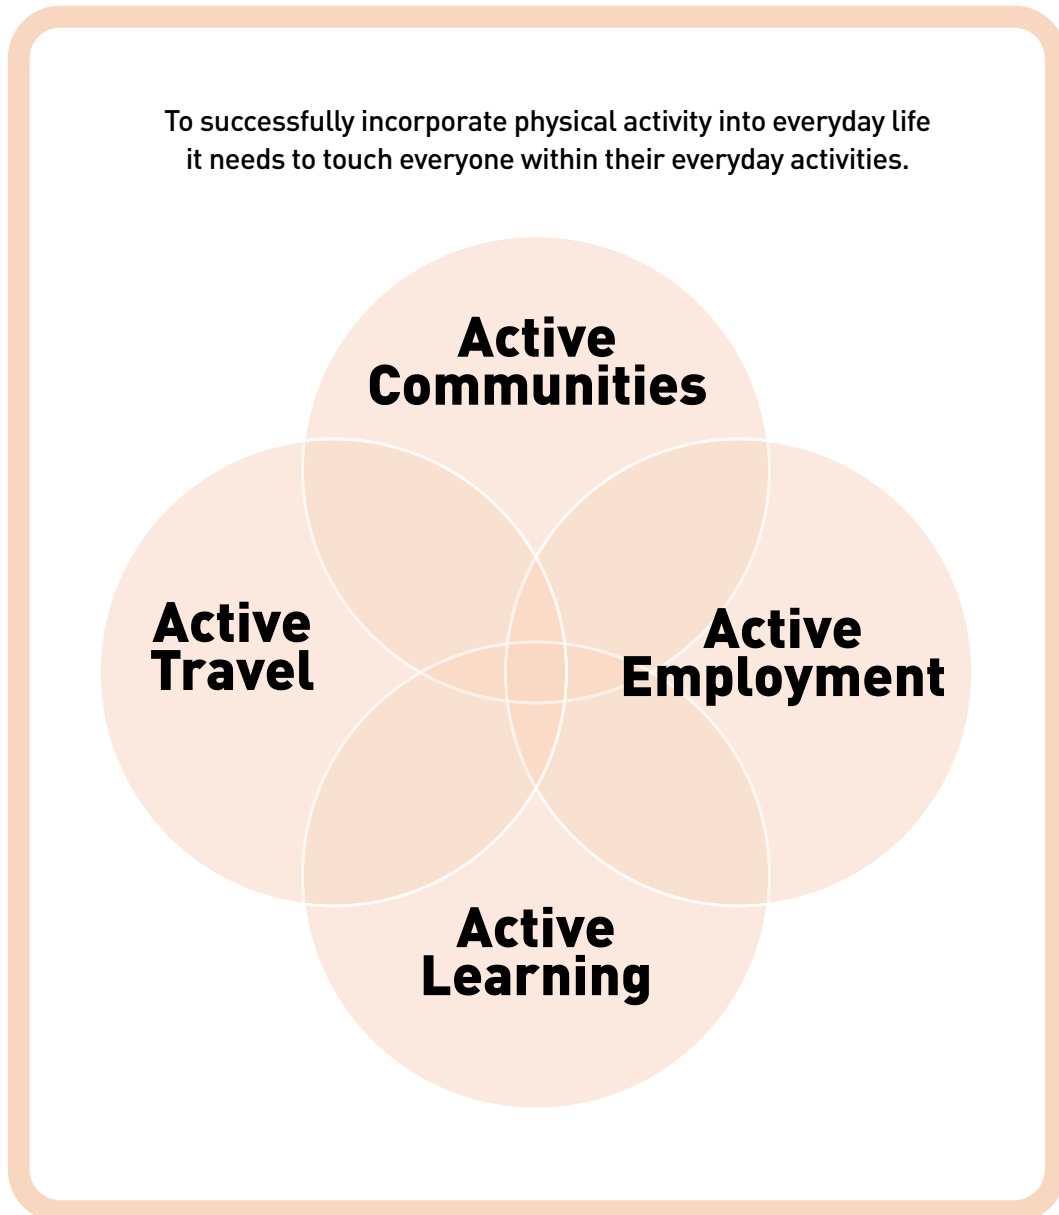 To successfully incorporate physical activity into everyday life
it needs to touch everyone within their everyday activities.
Active
Communities
Active
Travel
Active
Employment
Active
Learning